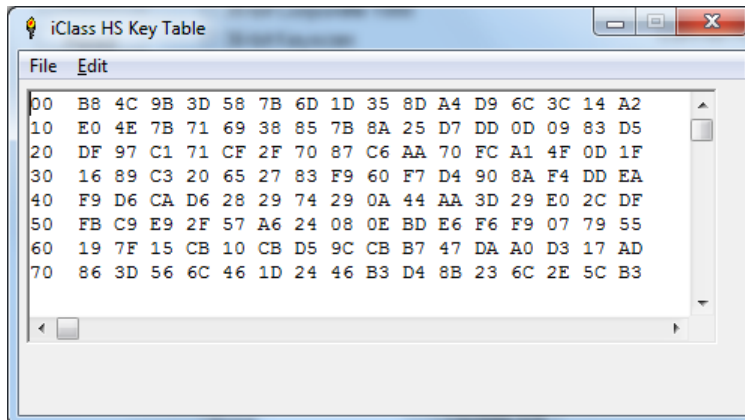 iClass HS Key Table
File Edit
00 B8 4C 9B 3D 58 7B 6D 1D 35 8D A4 D9 6C 3C 14 A2
10 E0 4E 7B 71 69 38 85 7B 8A 25 D7 DD 0D 09 83 D5
20 DF 97 C1 71 CF 2F 70 87 C6 AA 70 FC A1 4F 0D 1F
30 16 89 C3 20 65 27 83 F9 60 F7 D4 90 8A F4 DD EA
40 F9 D6 CA D6 28 29 74 29 0A 44 AA 3D 29 E0 2C DF
50 FB C9 E9 2F 57 A6 24 08 0E BD E6 F6 F9 07 79 55
60 19 7F 15 CB 10 CB D5 9C CB B7 47 DA A0 D3 17 AD
70 86 3D 56 6C 46 1D 24 46 B3 D4 8B 23 6C 2E 5C B3